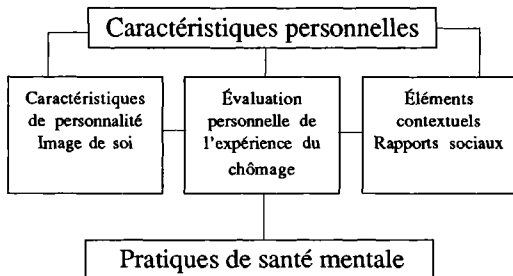 Caractéristiques personnelles
Caractéristiques
de personnalité
Image de soi
Évaluation
personnelle de
l'expérience du
chômage
Éléments
contextuels
Rapports sociaux
Pratiques de santé mentale